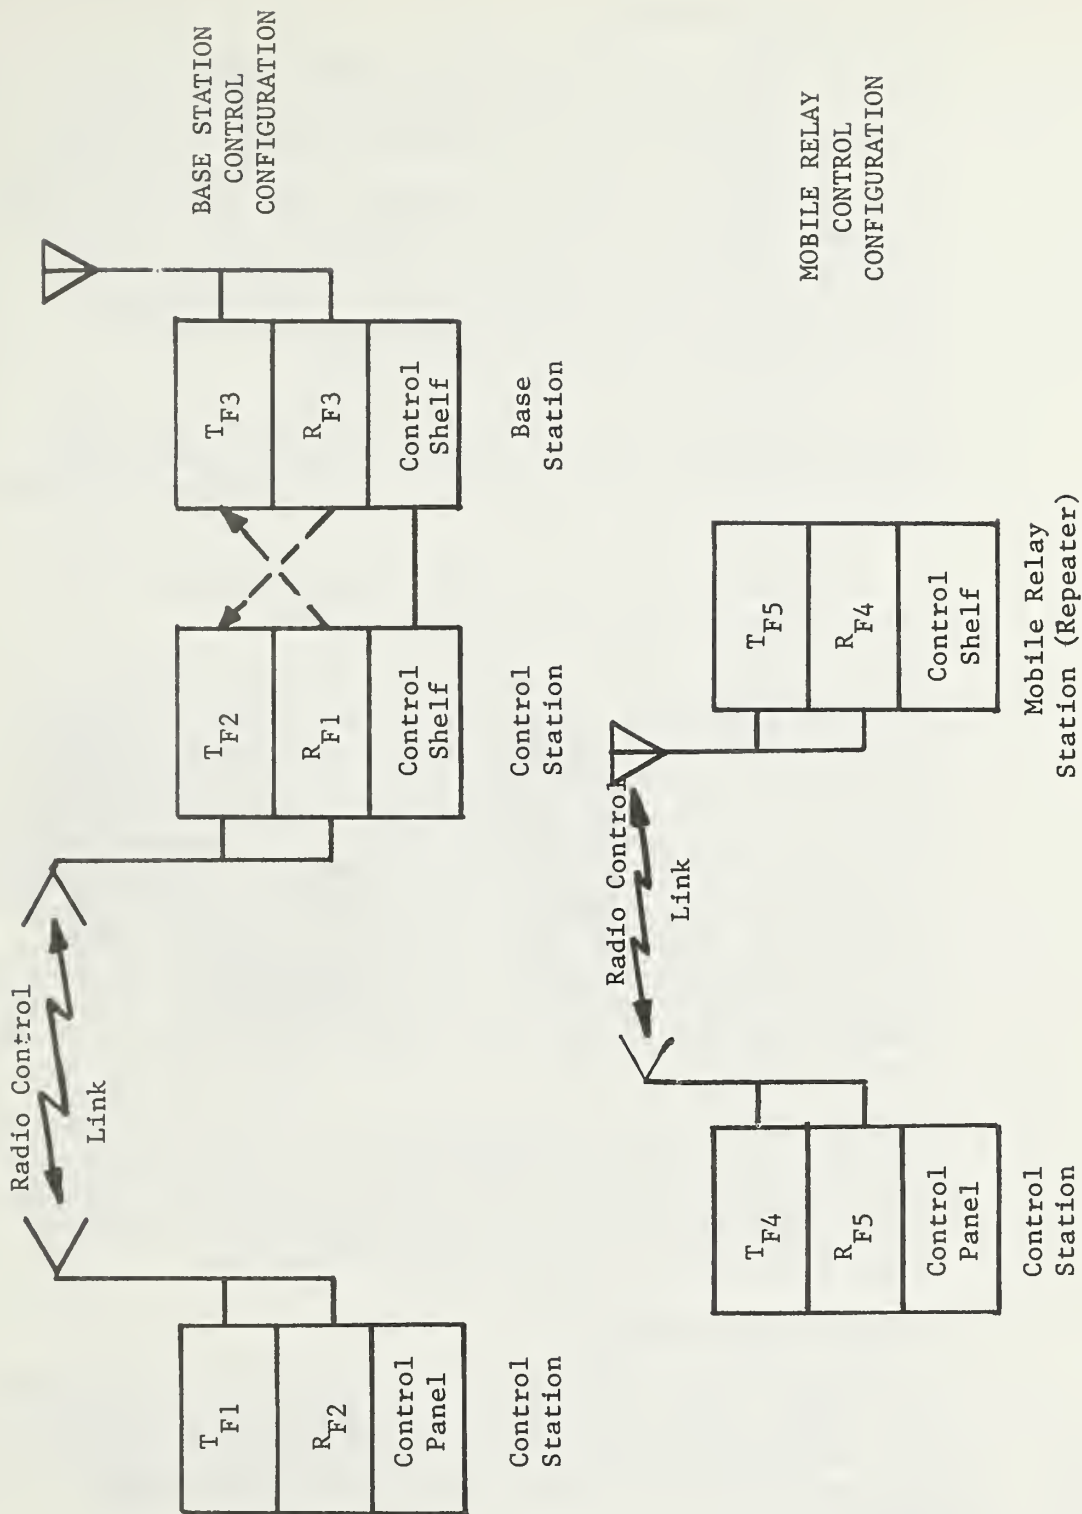 Radio Control
Link
BASE STATION
CONTROL
CONFIGURATION
TF1
RF2
Control
Panel
Control
Station
TF2
RF1
Control
Shelf
Control
Station
TF3
RF3
Control
Shelf
Base
Station
Radio Control
Link
MOBILE RELAY
CONTROL
CONFIGURATION
TF4
RF5
Control
Panel
Control
Station
TF5
RF4
Control
Shelf
Mobile Relay
Station (Repeater)